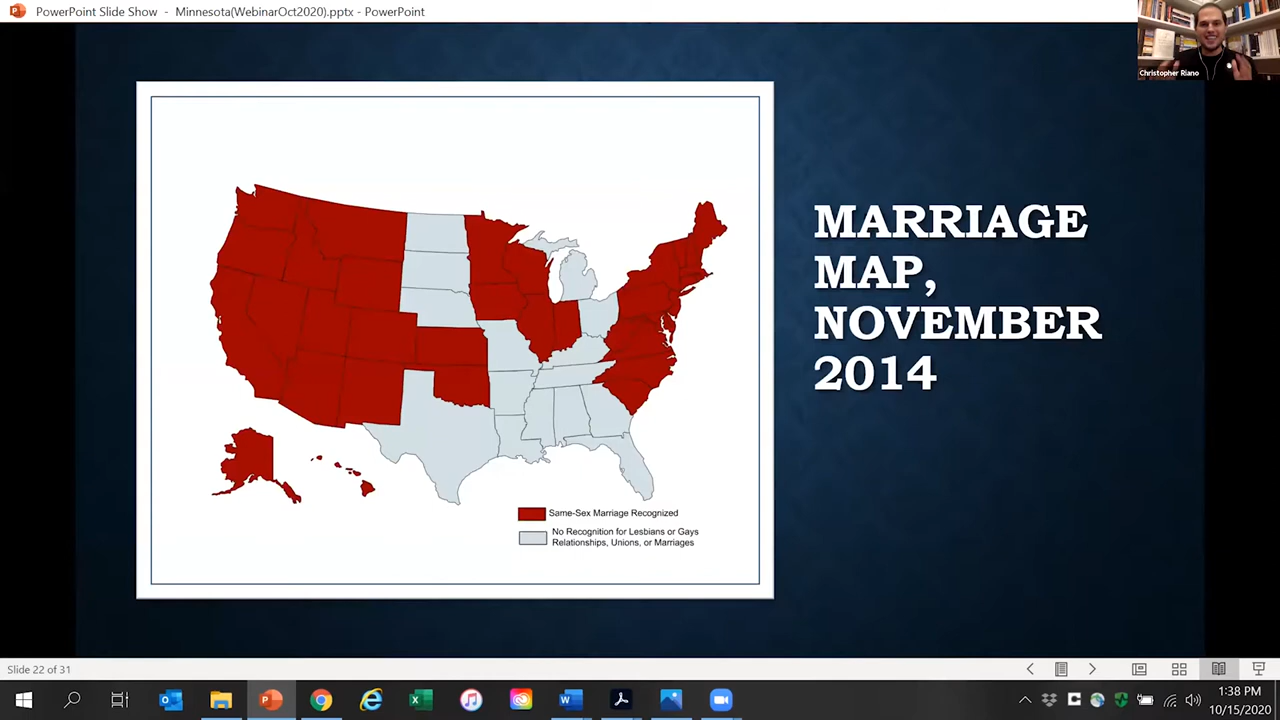 PowerPoint Slide Show - Minnesota(WebinarOct2020).pptx - PowerPoint
Christopher Riano
MARRIAGE
MAP,
NOVEMBER
2014
Same-Sex Marriage Recognized
No Recognition for Lesbians or Gays
Relationships, Unions, or Marriages
Slide 22 of 31
1:38 PM
10/15/2020